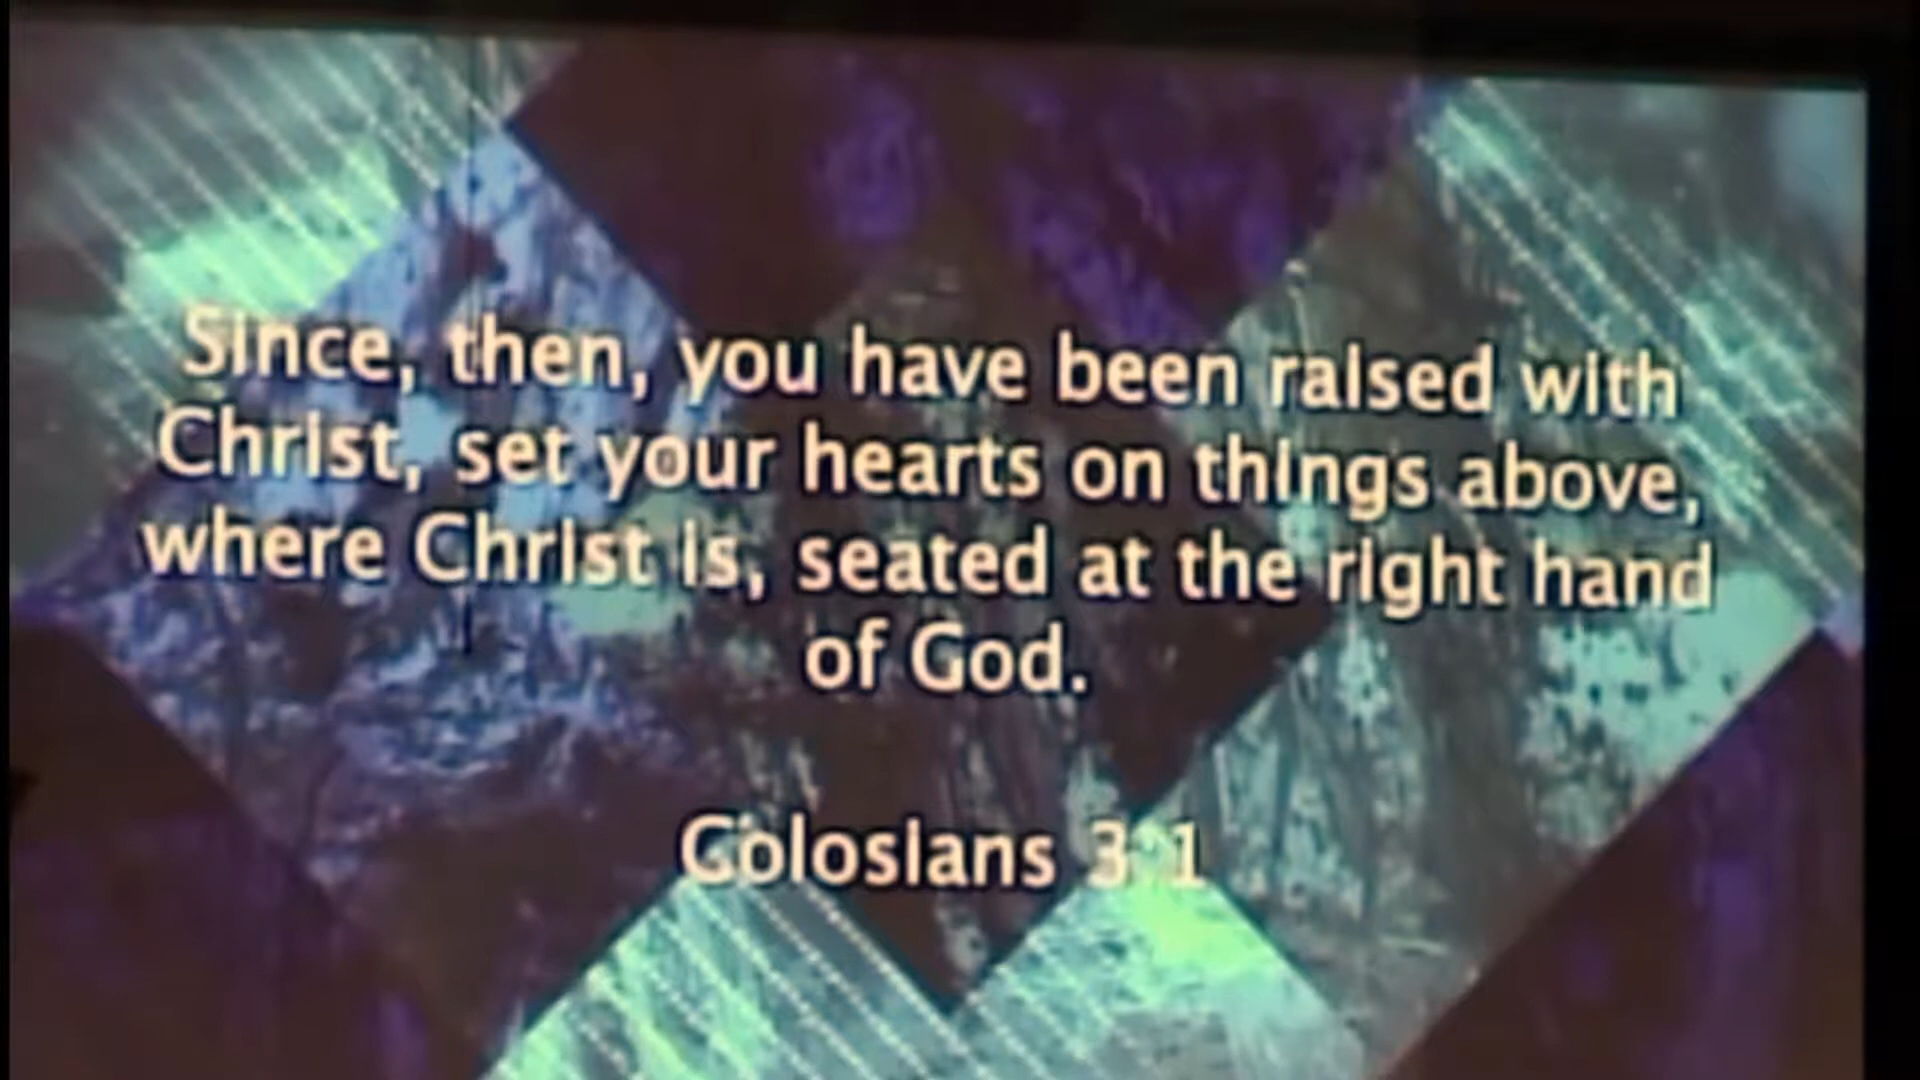 Since, then, you have been raised with
Christ, set your hearts on things above,
where Christ is, seated at the right hand
of God.
Colosians 3 1